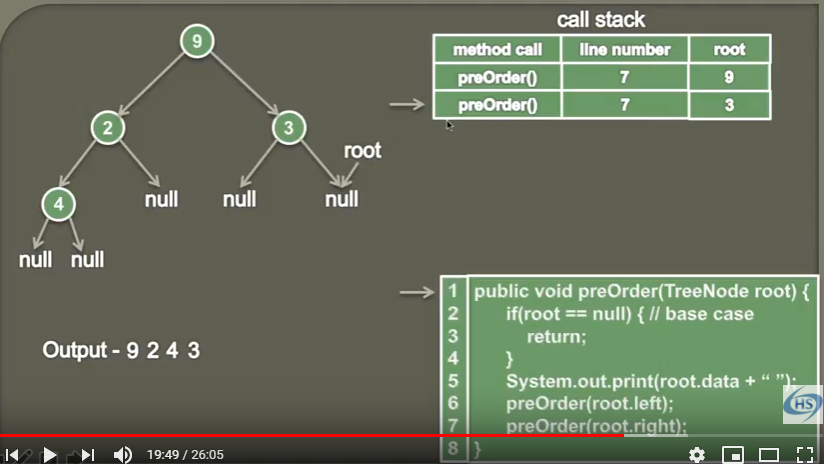 call stack
method call line number root
preOrder() 7 9
preOrder() 7 3
9
2 3
root
4 null null null
null null
Output - 9 2 4 3
1 public void preOrder(TreeNode root) {
2 if(root == null) { // base case
3 return;
4 }
5 System.out.print(root.data + “ ”);
6 preOrder(root.left);
7 preOrder(root.right);
8 }
HS
19:49 / 26:05